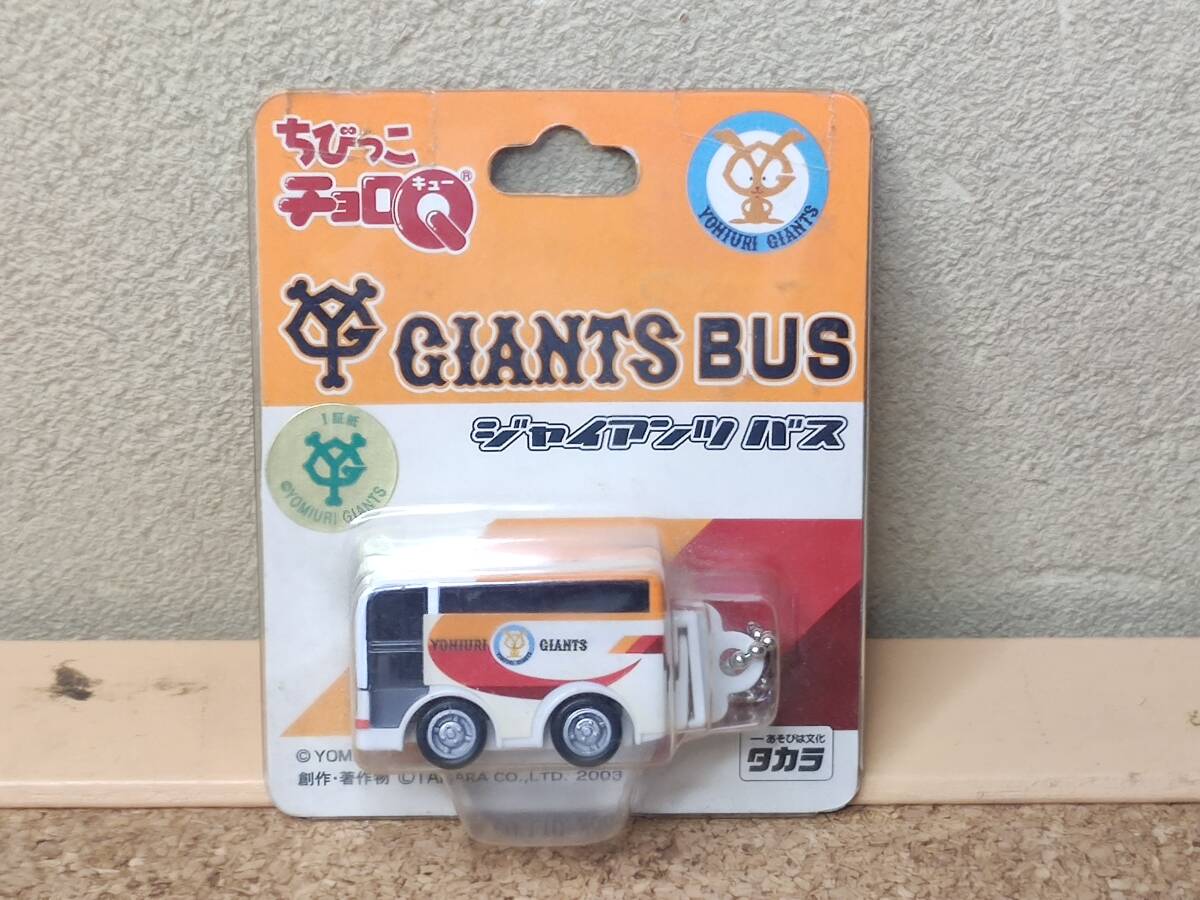 ちびっこ
チョロQ®
キュー
YOMIURI GIANTS
GIANTS BUS
ジャイアンツ バス
©YOMIURI GIANTS
YOMIURI GIANTS
© YOM
創作・著作物 ©TAKARA CO., LTD. 2003
—あそびは文化
タカラ